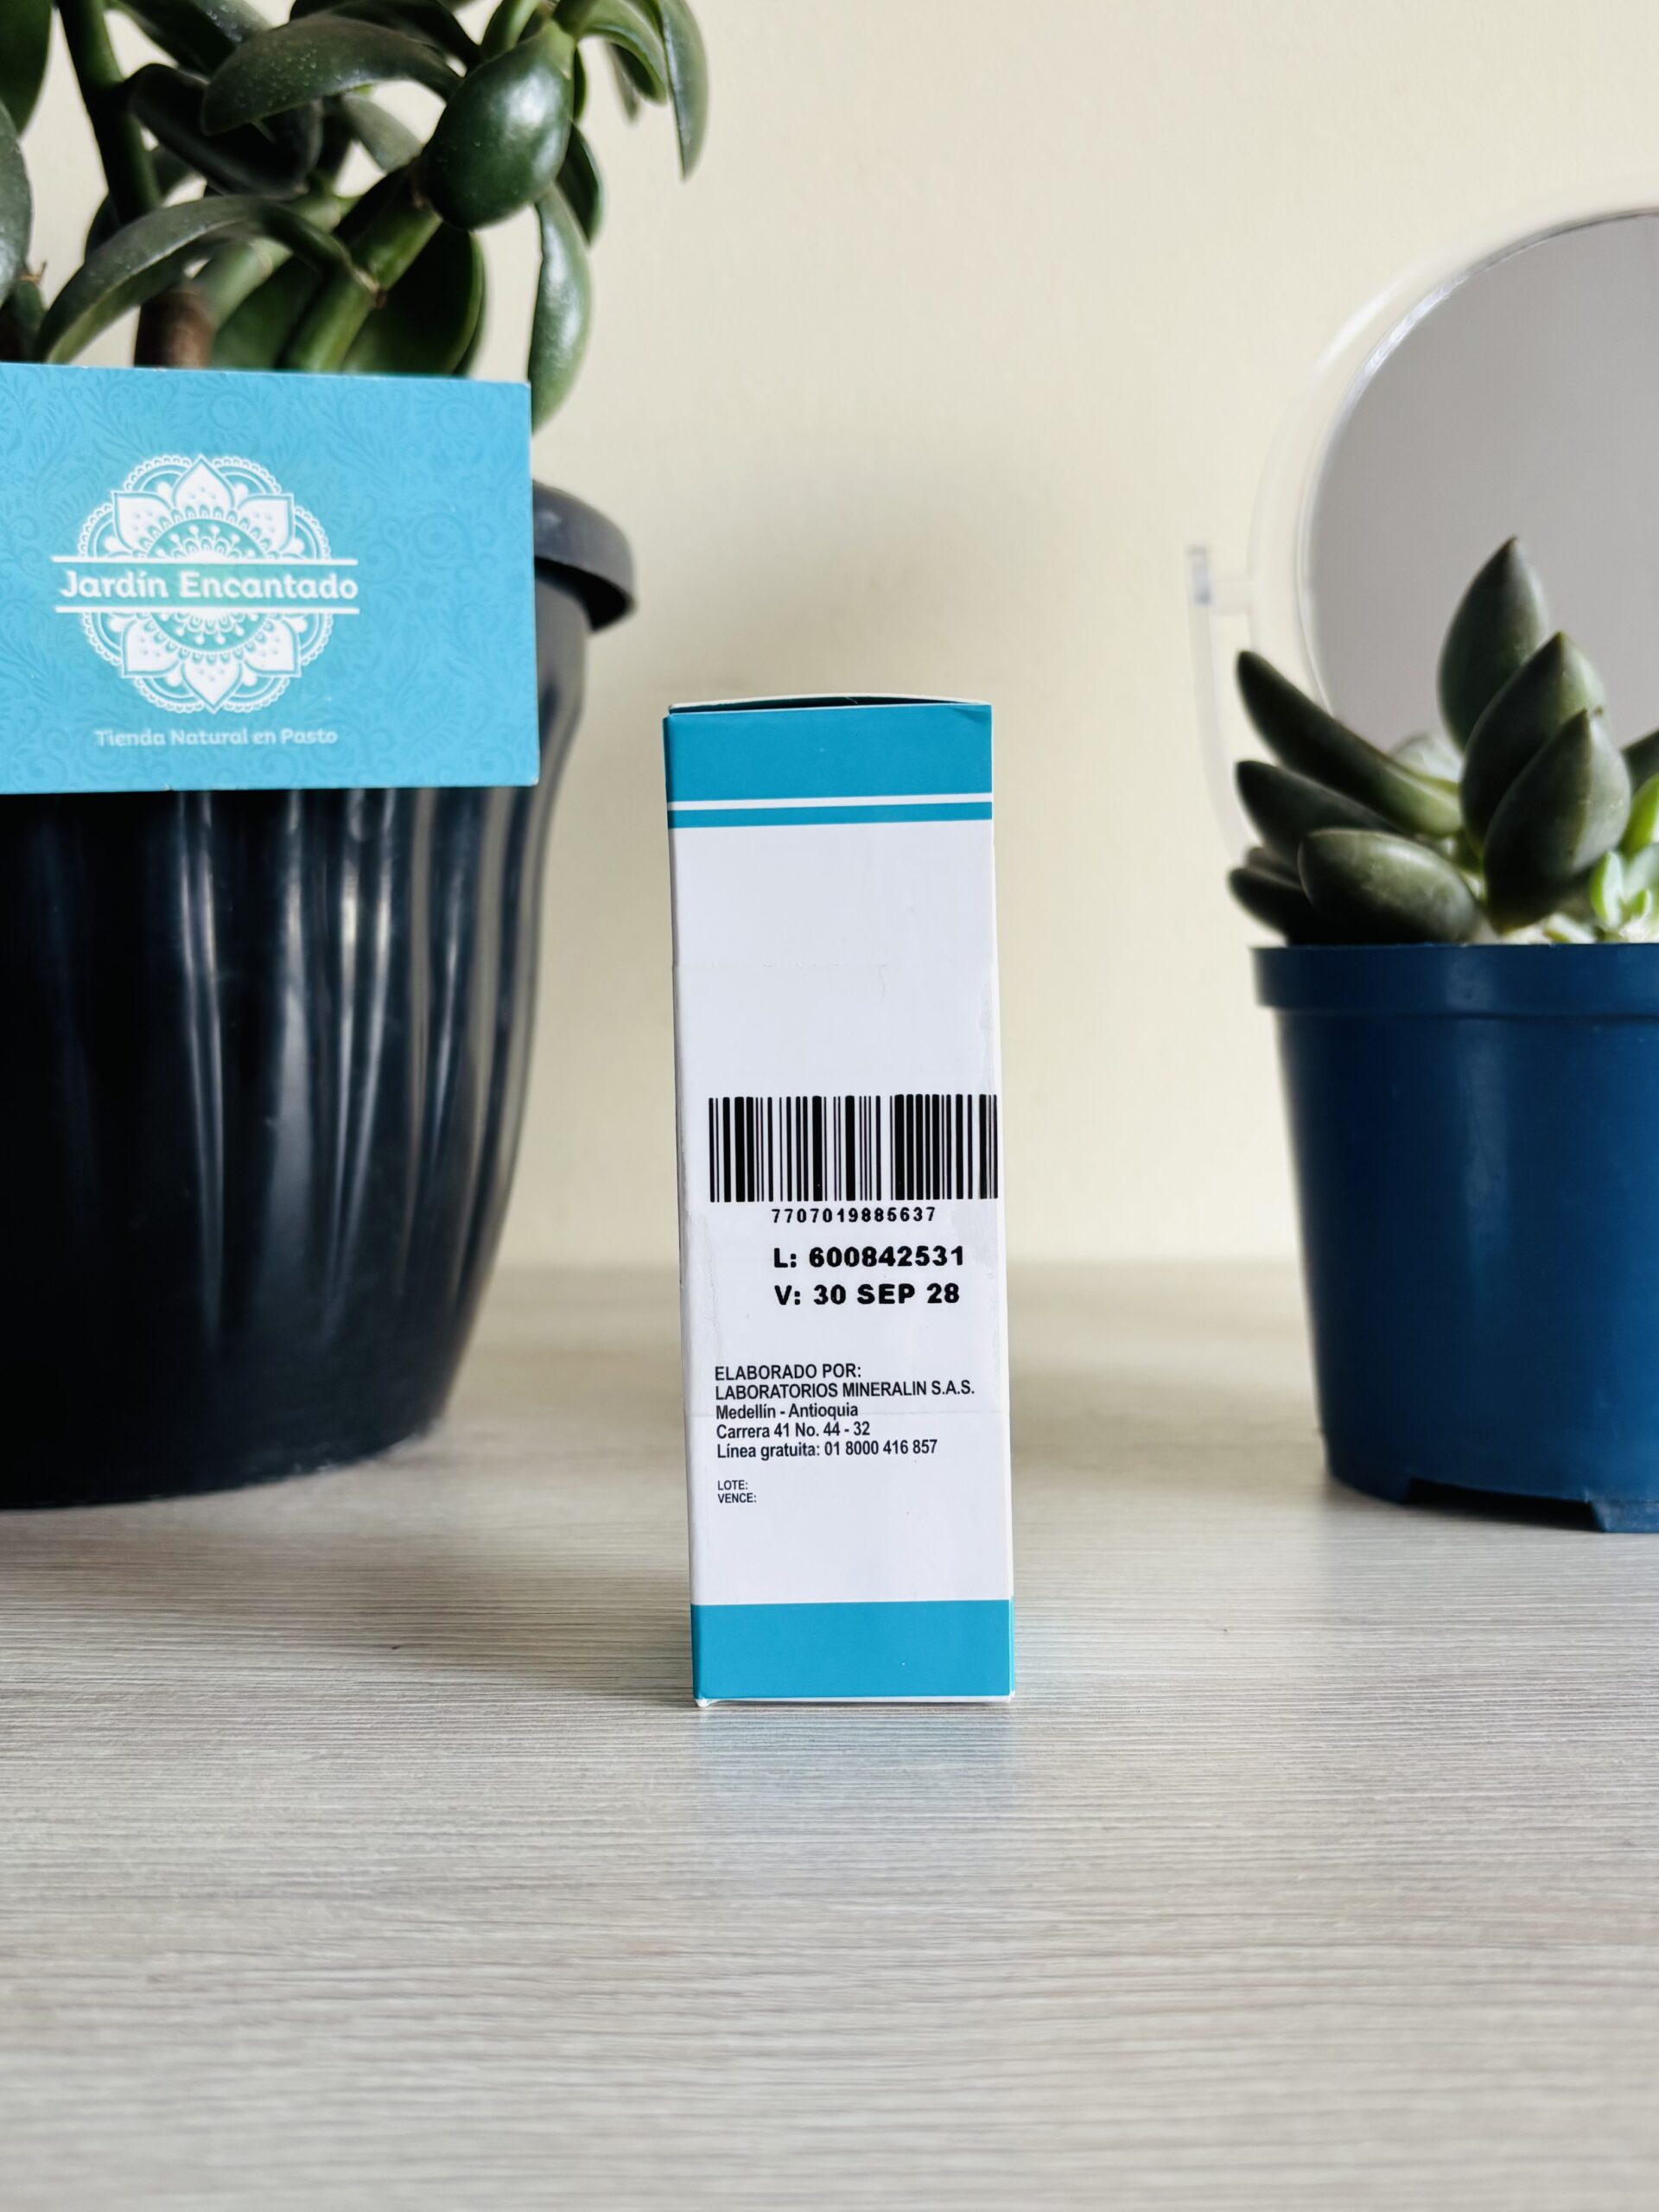 Jardín Encantado
Tienda Natural en Pasto
7707019885637
L: 600842531
V: 30 SEP 28
ELABORADO POR:
LABORATORIOS MINERALIN S.A.S.
Medellín - Antioquia
Carrera 41 No. 44 - 32
Línea gratuita: 01 8000 416 857
LOTE:
VENCE: